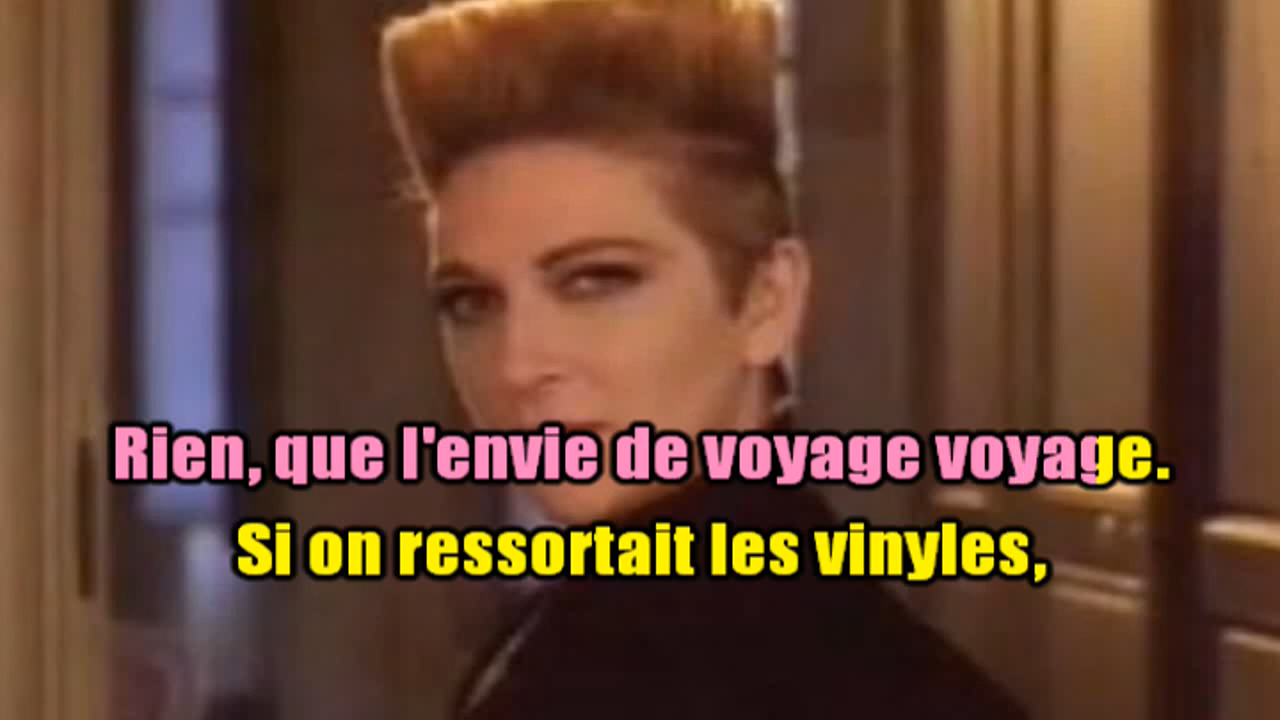 Rien, que l'envie de voyage voyage.
Si on ressortait les vinyles,